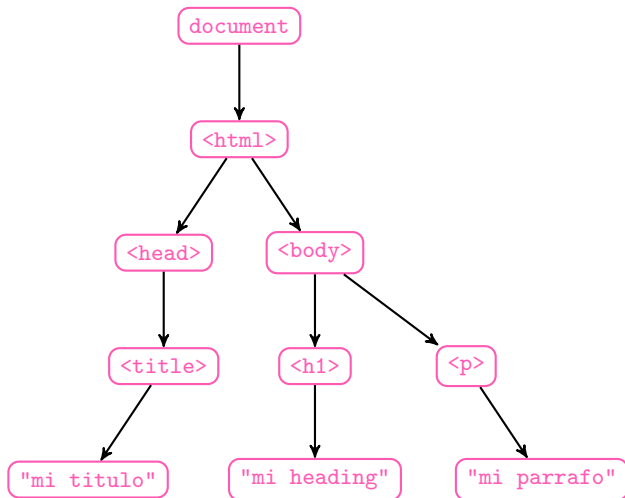 document
<html>
<head>
<body>
<title>
<h1>
<p>
"mi titulo"
"mi heading"
"mi parrafo"